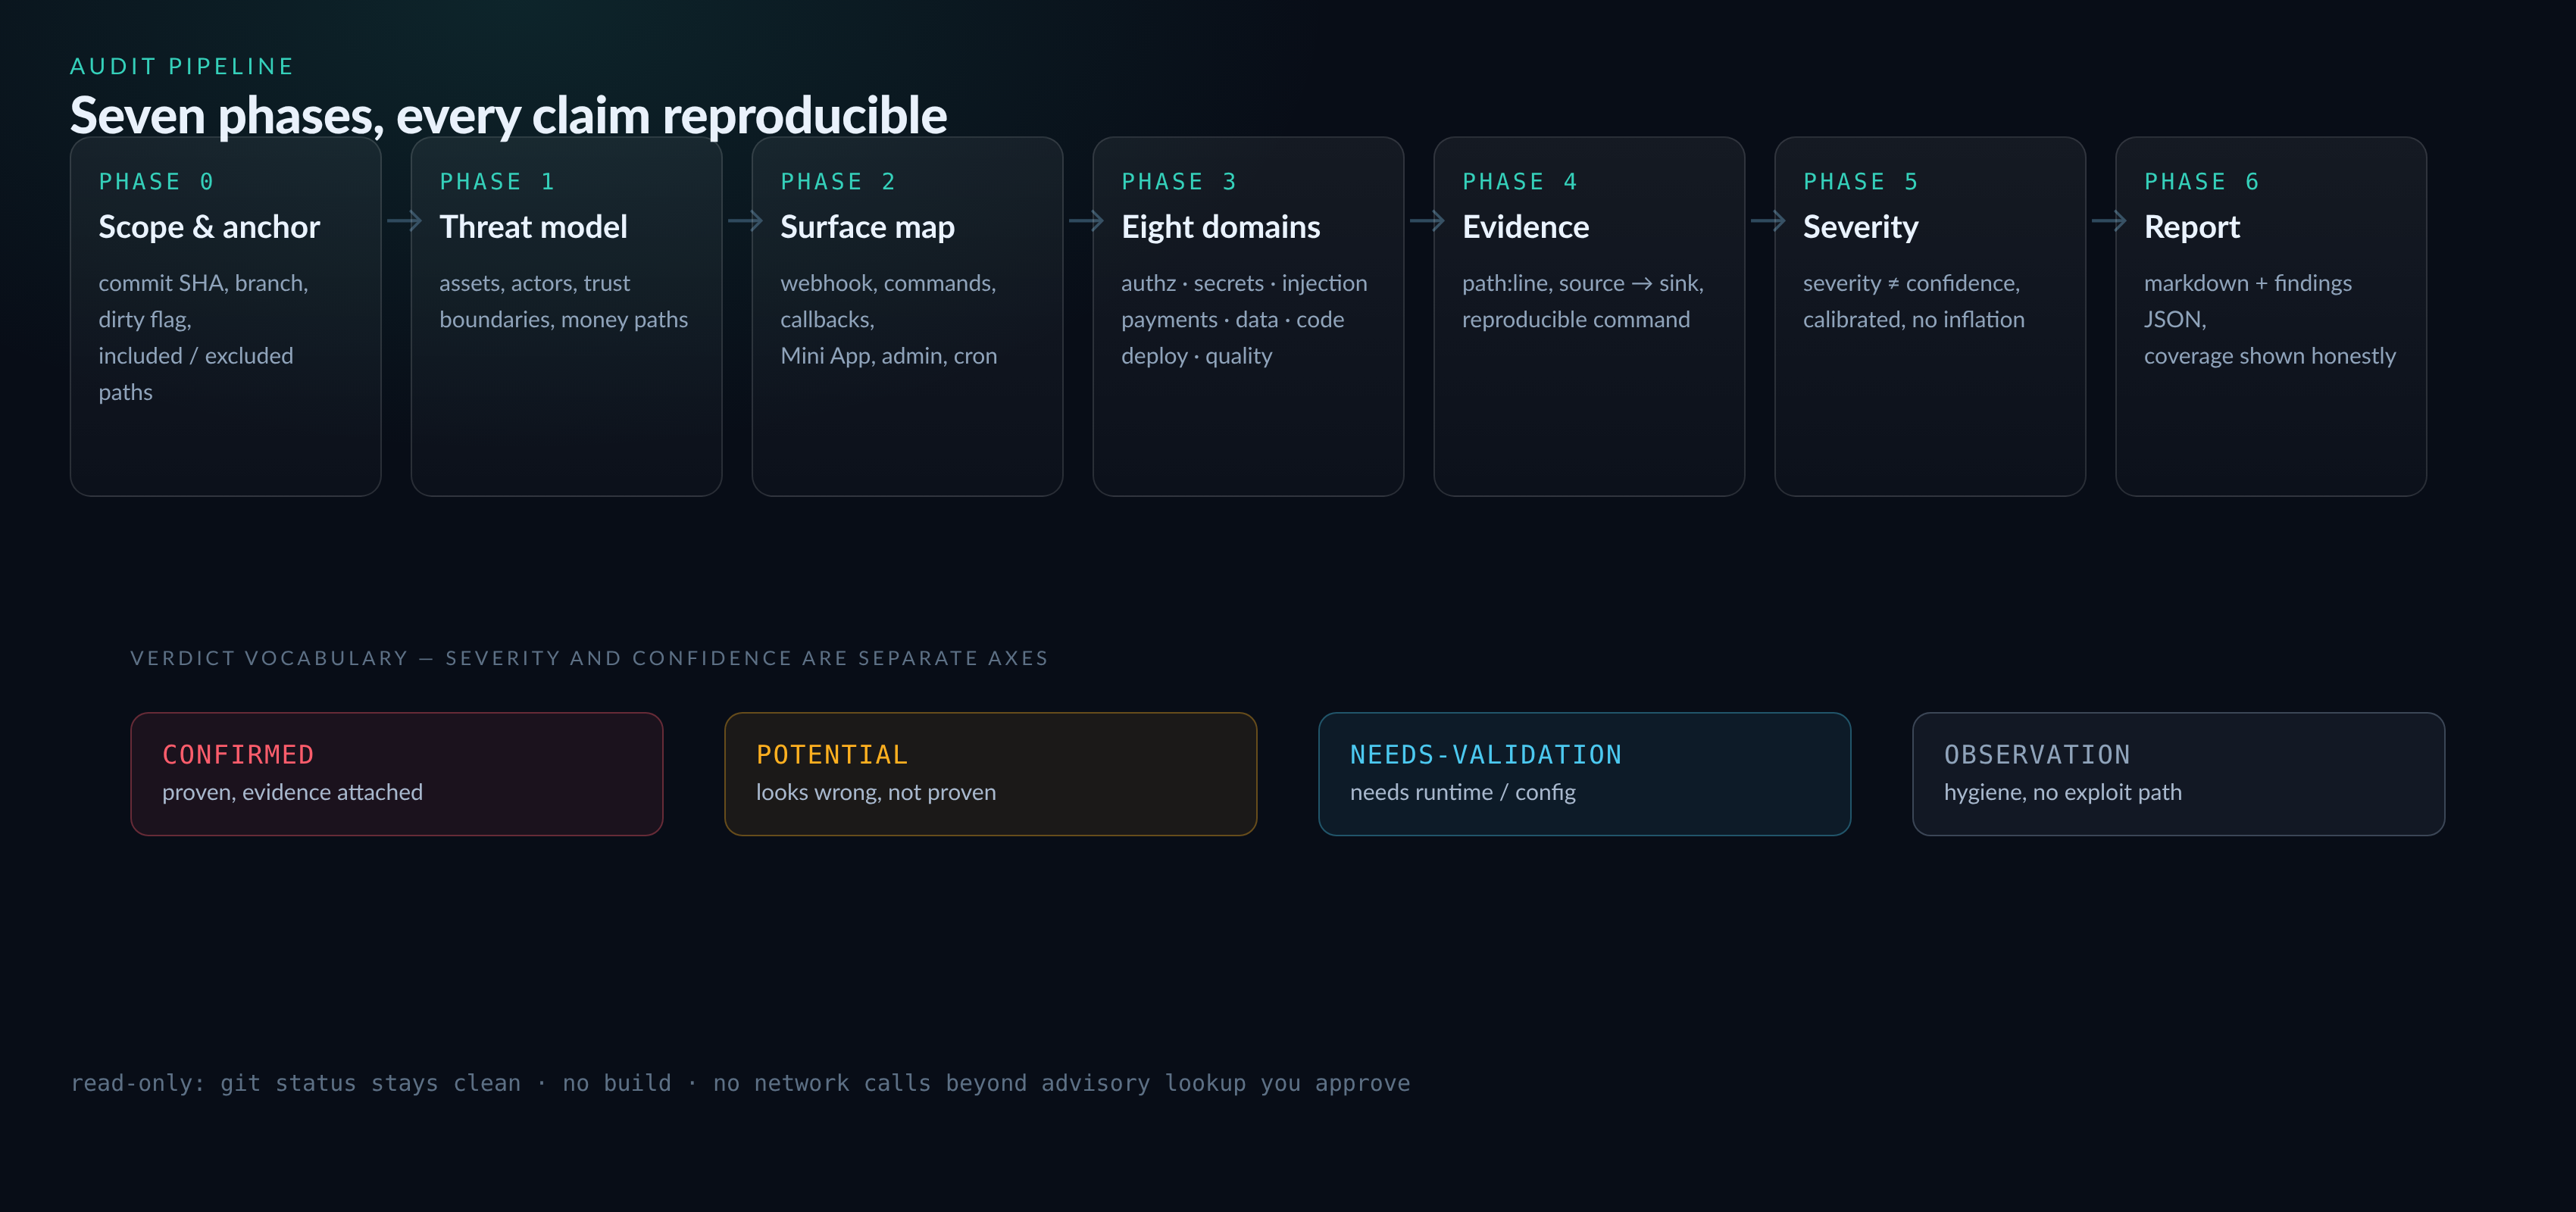 AUDIT PIPELINE
Seven phases, every claim reproducible
PHASE 0
Scope & anchor
commit SHA, branch,
dirty flag,
included / excluded
paths
PHASE 1
Threat model
assets, actors, trust
boundaries, money paths
PHASE 2
Surface map
webhook, commands,
callbacks,
Mini App, admin, cron
PHASE 3
Eight domains
authz · secrets · injection
payments · data · code
deploy · quality
PHASE 4
Evidence
path:line, source → sink,
reproducible command
PHASE 5
Severity
severity ≠ confidence,
calibrated, no inflation
PHASE 6
Report
markdown + findings
JSON,
coverage shown honestly
VERDICT VOCABULARY — SEVERITY AND CONFIDENCE ARE SEPARATE AXES
CONFIRMED
proven, evidence attached
POTENTIAL
looks wrong, not proven
NEEDS-VALIDATION
needs runtime / config
OBSERVATION
hygiene, no exploit path
read-only: git status stays clean · no build · no network calls beyond advisory lookup you approve